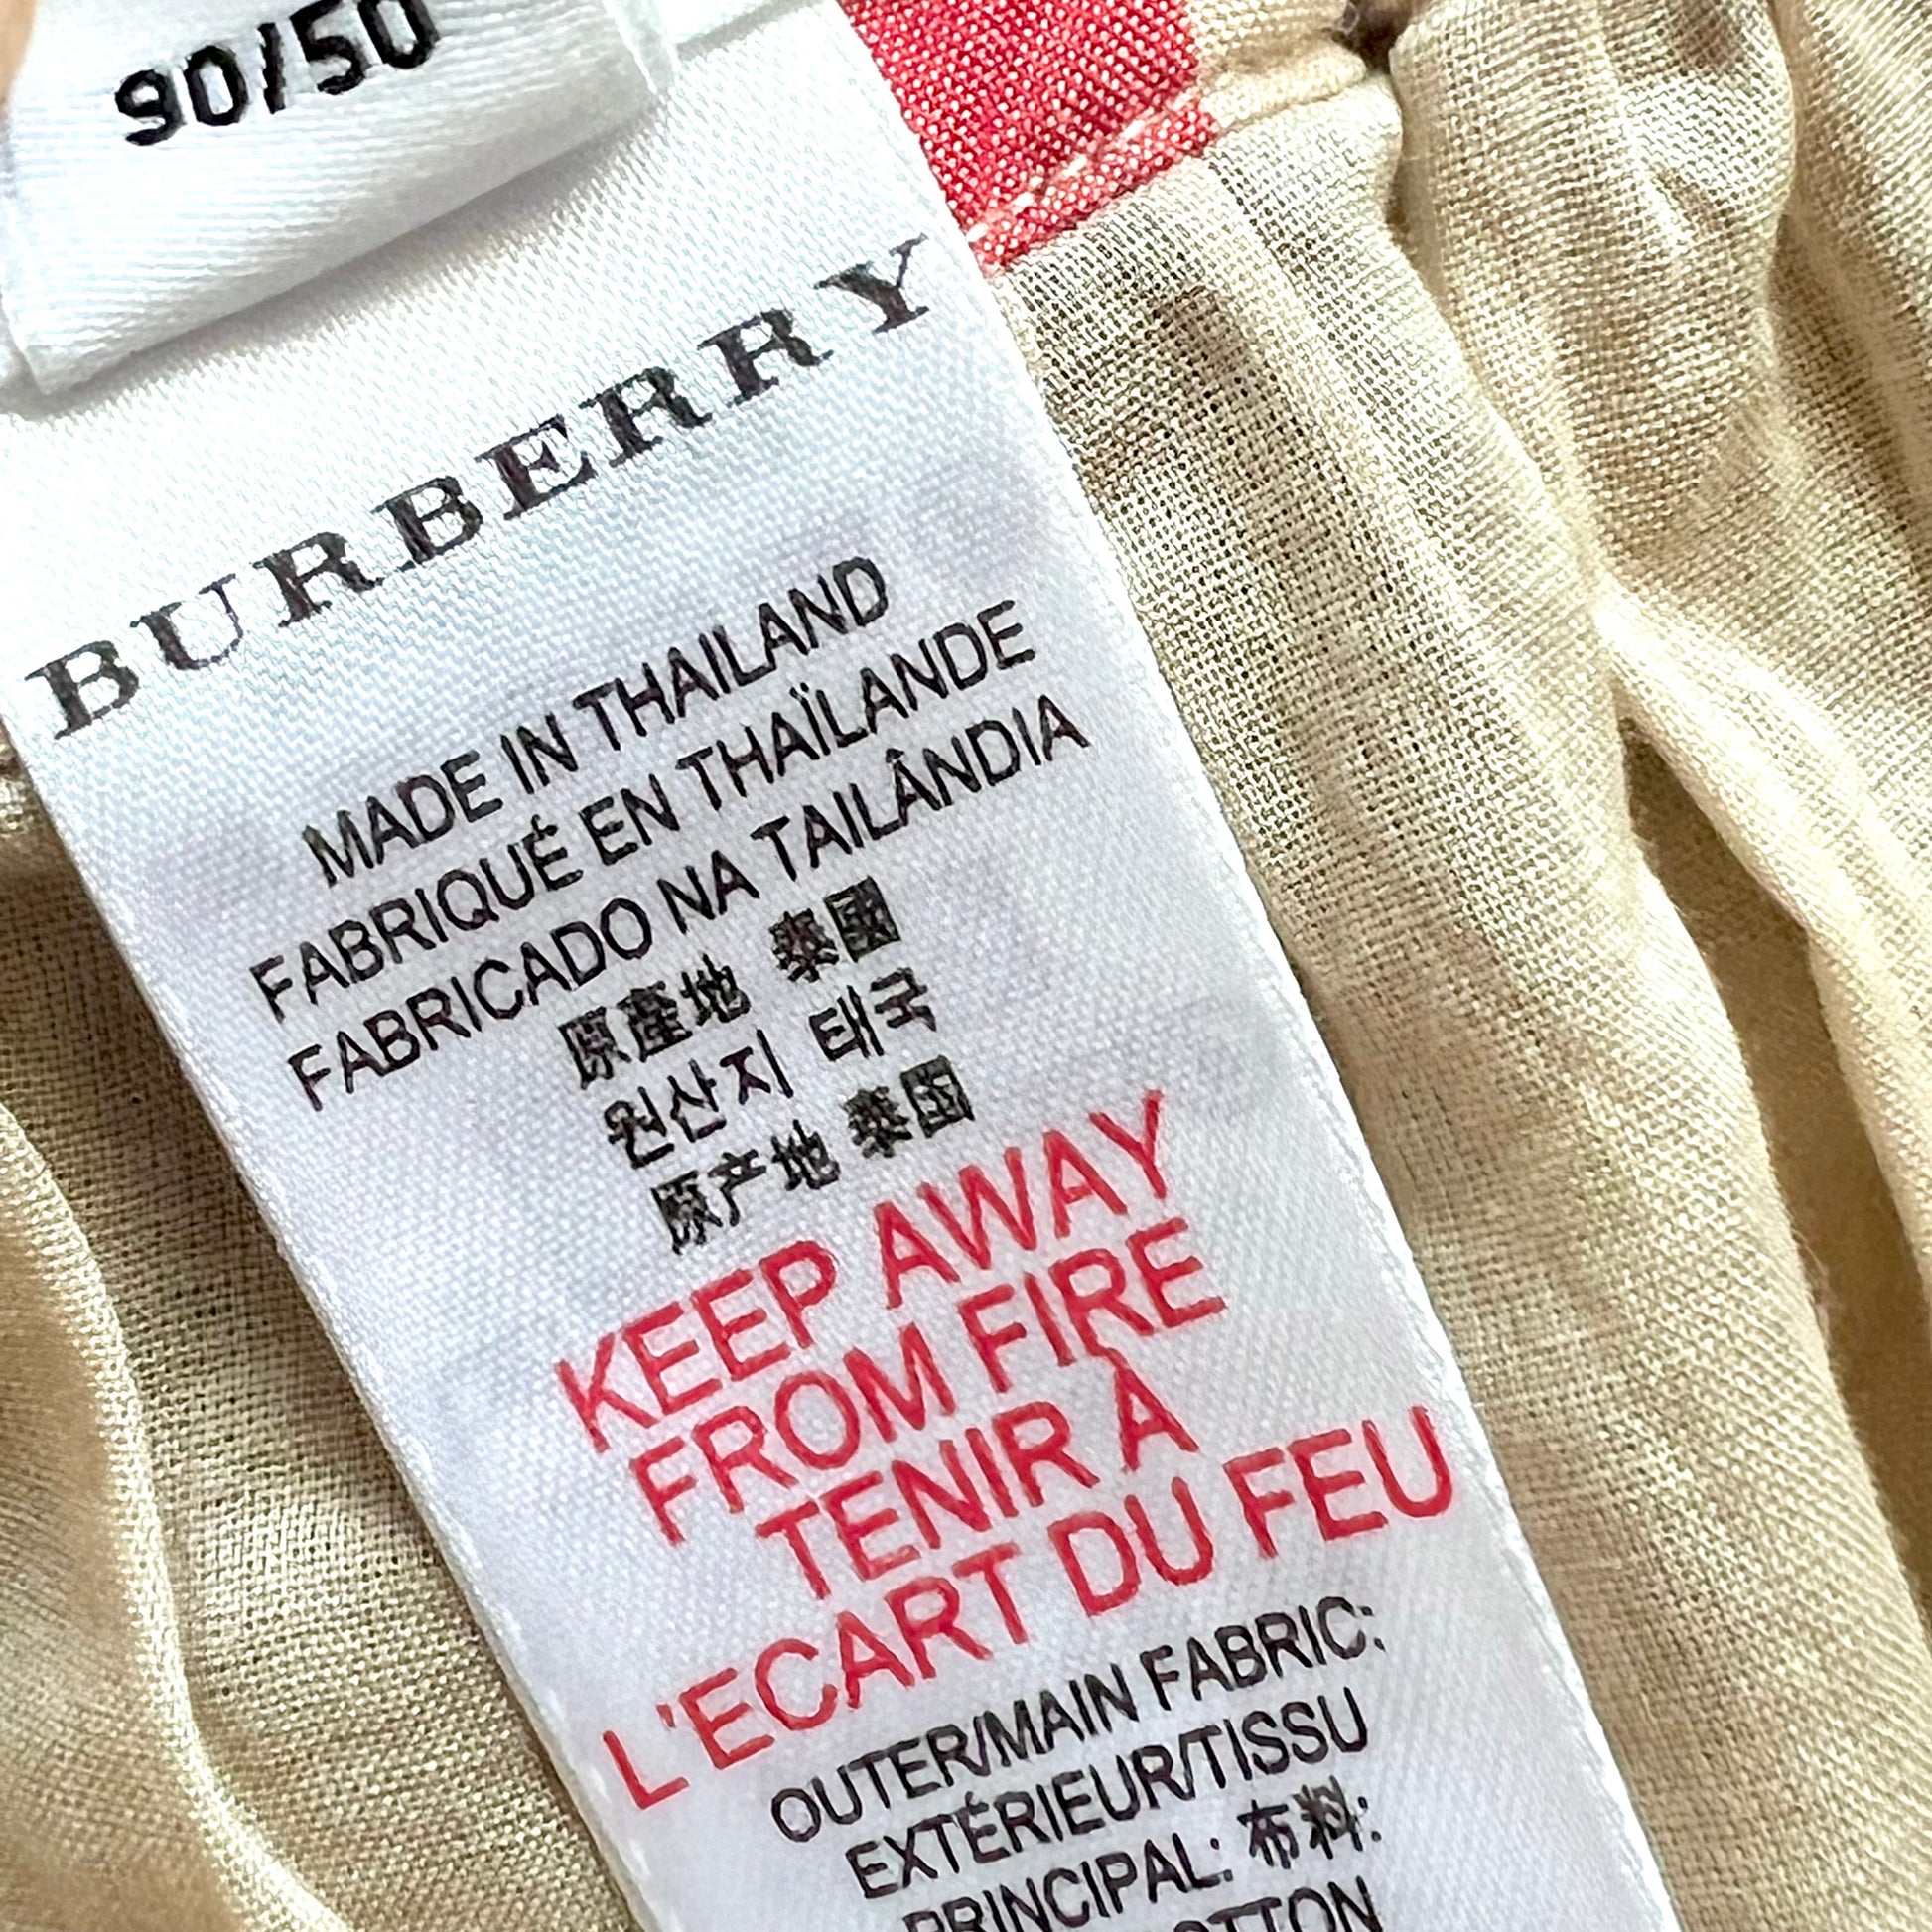 90/50
BURBERRY
MADE IN THAILAND
FABRIQUÉ EN THAÏLANDE
FABRICADO NA TAILÂNDIA
原產地 泰國
원산지 태국
原产地 泰国
KEEP AWAY
FROM FIRE
TENIR À
L'ECART DU FEU
OUTER/MAIN FABRIC:
EXTÉRIEUR/TISSU
PRINCIPAL: 布料: